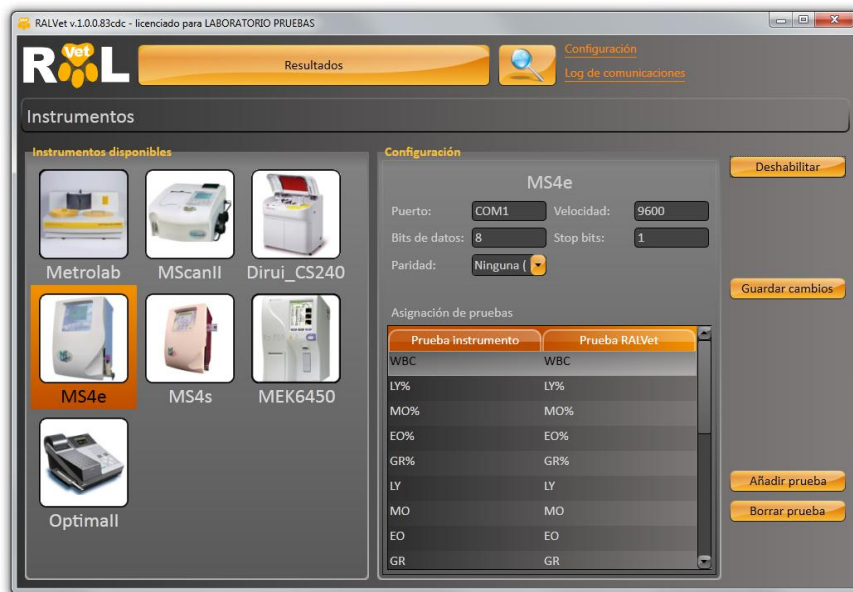 RALVet v.1.0.0.83cdc - licenciado para LABORATORIO PRUEBAS
RAL Vet
Resultados
Configuración
Log de comunicaciones
Instrumentos
Instrumentos disponibles
Metrolab
MScanII
Dirui_CS240
MS4e
MS4s
MEK6450
Optimall
Configuración
MS4e
Puerto: COM1 Velocidad: 9600
Bits de datos: 8 Stop bits: 1
Paridad: Ninguna (
Asignación de pruebas
Prueba instrumento Prueba RALVet
WBC WBC
LY% LY%
MO% MO%
EO% EO%
GR% GR%
LY LY
MO MO
EO EO
GR GR
Deshabilitar
Guardar cambios
Añadir prueba
Borrar prueba